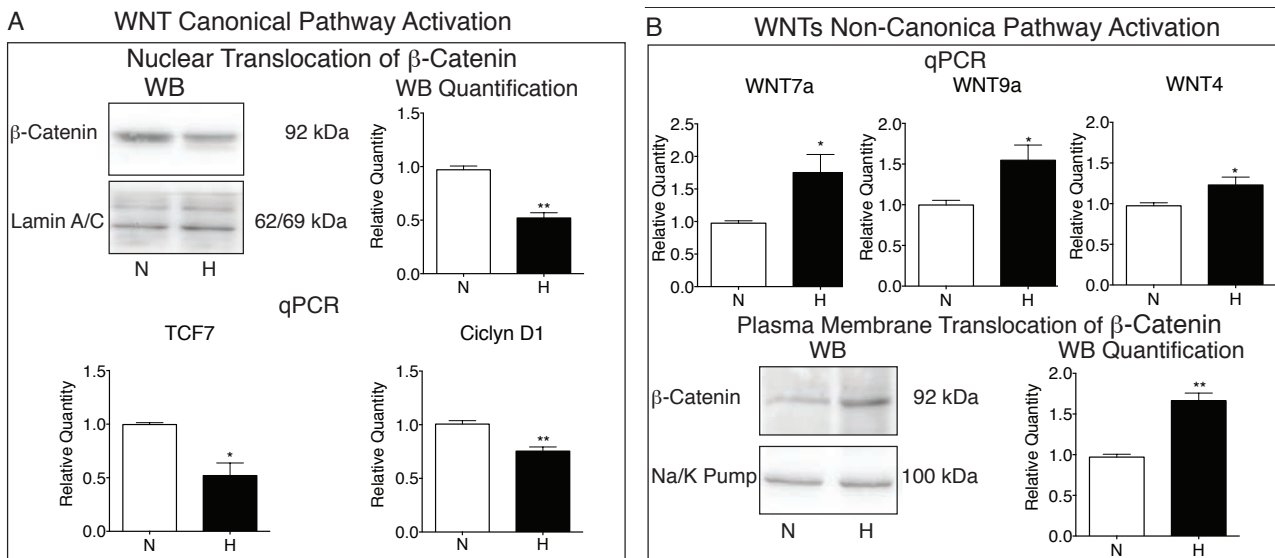 A WNT Canonical Pathway Activation
Nuclear Translocation of β-Catenin
WB
WB Quantification
β-Catenin
92 kDa
Lamin A/C
62/69 kDa
N H
Relative Quantity
1.5
1.0
0.5
0.0
**
N H
qPCR
TCF7
Relative Quantity
1.5
1.0
0.5
0.0
*
N H
Ciclyn D1
Relative Quantity
1.5
1.0
0.5
0.0
**
N H
B WNTs Non-Canonica Pathway Activation
qPCR
WNT7a
Relative Quantity
2.5
2.0
1.5
1.0
0.5
0.0
*
N H
WNT9a
Relative Quantity
2.0
1.5
1.0
0.5
0.0
*
N H
WNT4
Relative Quantity
2.0
1.5
1.0
0.5
0.0
*
N H
Plasma Membrane Translocation of β-Catenin
WB
WB Quantification
β-Catenin
92 kDa
Na/K Pump
100 kDa
N H
Relative Quantity
2.0
1.5
1.0
0.5
0.0
**
N H